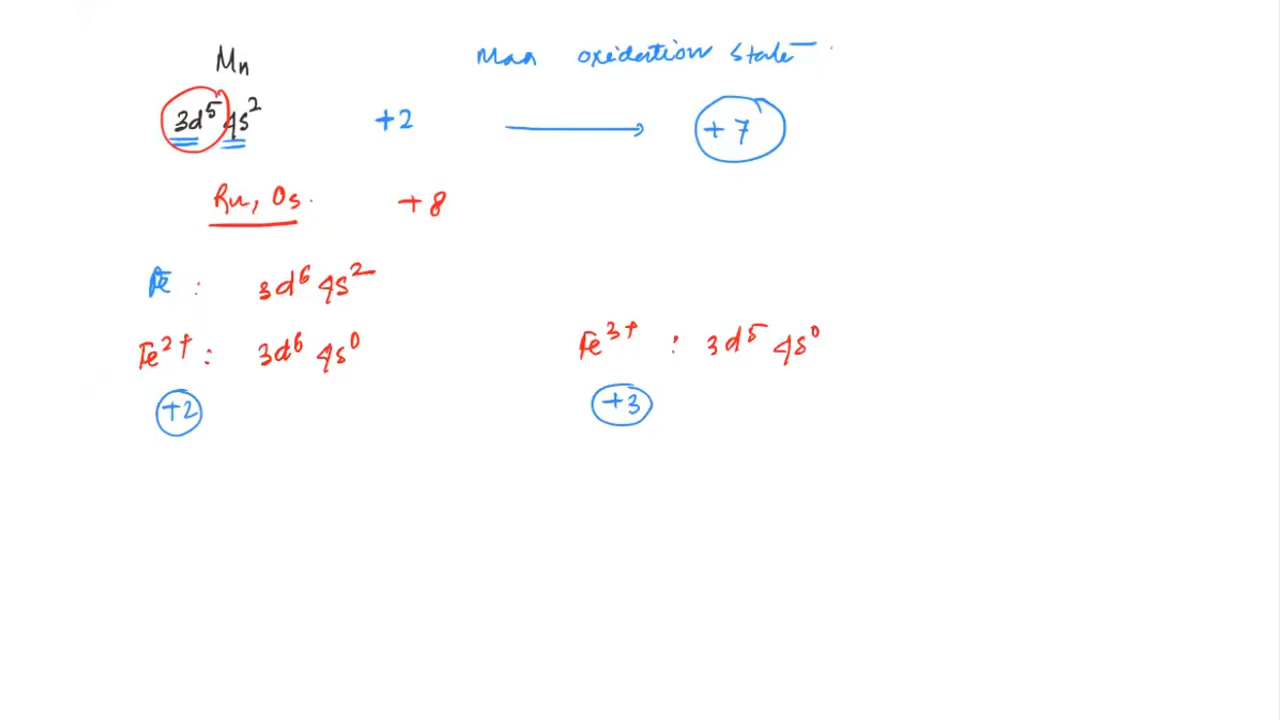 Mn
Max oxidation state
3d⁵ 4s² +2 → +7
Ru, Os. +8
Fe : 3d⁶ 4s²
Fe²⁺ : 3d⁶ 4s⁰ Fe³⁺ : 3d⁵ 4s⁰
+2 +3